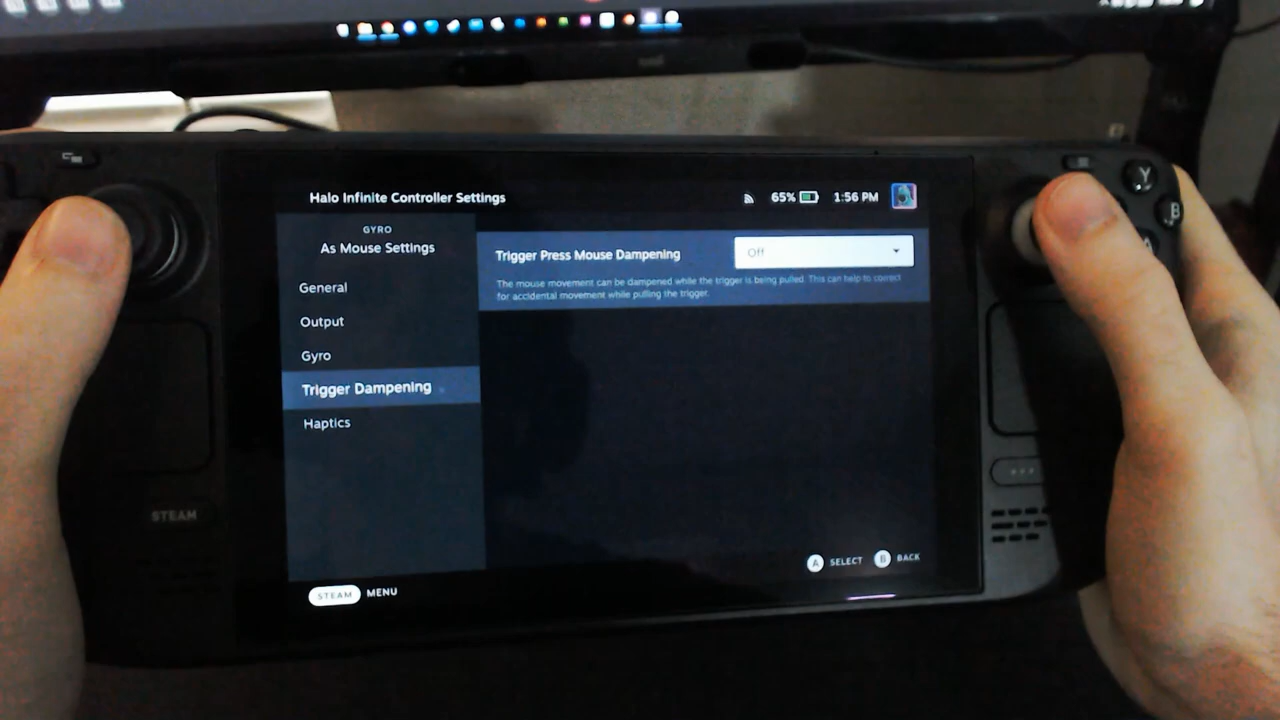 Halo Infinite Controller Settings
65%
1:56 PM
GYRO
As Mouse Settings
General
Output
Gyro
Trigger Dampening
Haptics
Trigger Press Mouse Dampening
Off
The mouse movement can be dampened while the trigger is being pulled. This can help to correct
for accidental movement while pulling the trigger.
A SELECT
B BACK
STEAM MENU
STEAM
Y
B
A